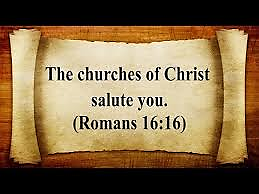 The churches of Christ
salute you.
(Romans 16:16)